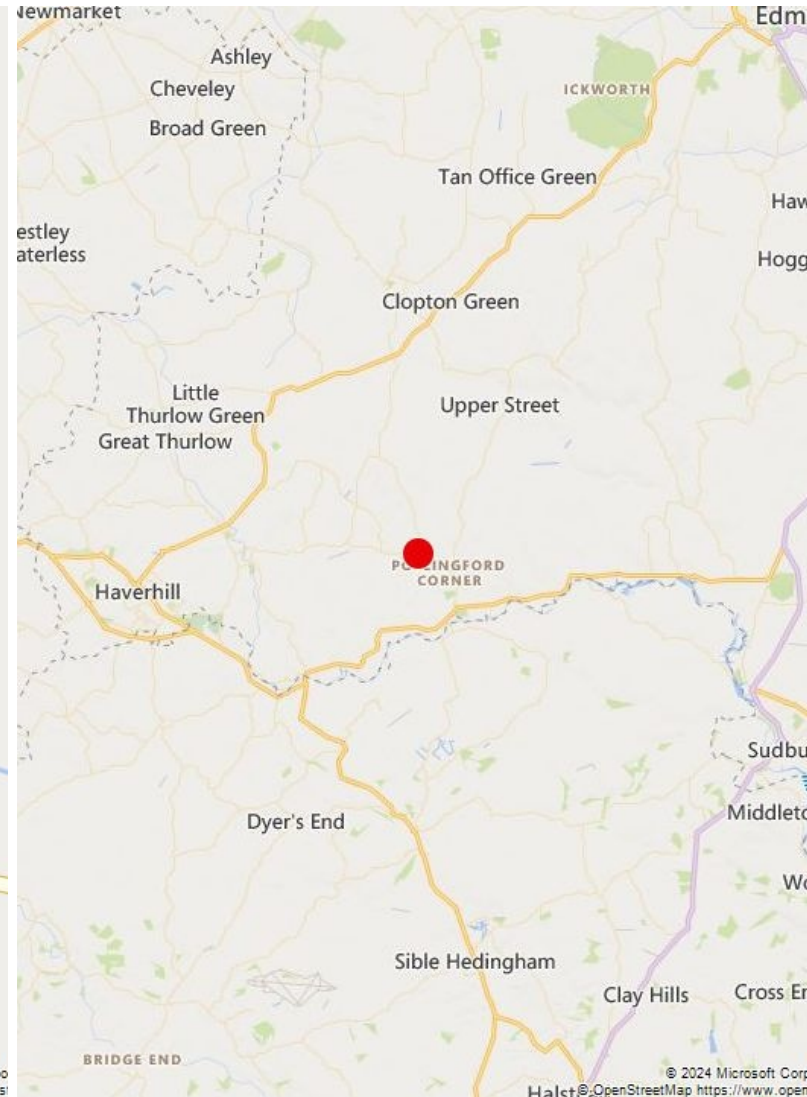 Newmarket
Edm
Ashley
Cheveley
ICKWORTH
Broad Green
Tan Office Green
Haw
estley
aterless
Hogg
Clopton Green
Little
Thurlow Green
Great Thurlow
Upper Street
CORNER
Haverhill
Sudbu
Dyer's End
Middleto
Sible Hedingham
Clay Hills
Cross En
BRIDGE END
© 2024 Microsoft Corp
Halst
© OpenStreetMap https://www.open